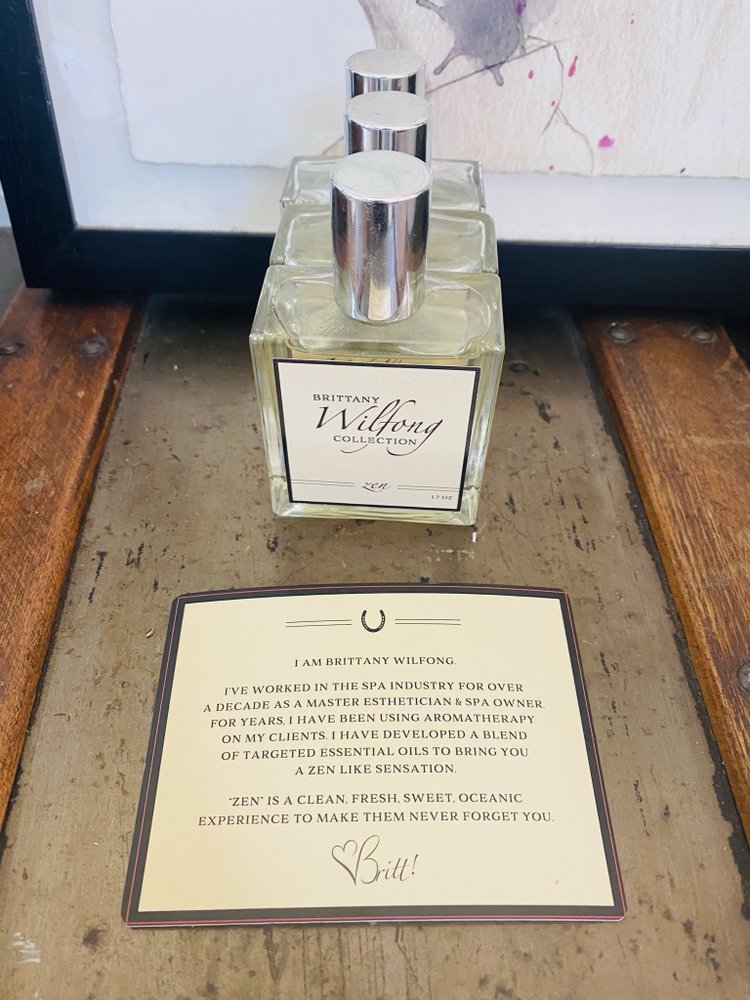 BRITTANY
Wilfong
COLLECTION
zen
1.7 OZ
I AM BRITTANY WILFONG.
I'VE WORKED IN THE SPA INDUSTRY FOR OVER
A DECADE AS A MASTER ESTHETICIAN & SPA OWNER.
FOR YEARS, I HAVE BEEN USING AROMATHERAPY
ON MY CLIENTS. I HAVE DEVELOPED A BLEND
OF TARGETED ESSENTIAL OILS TO BRING YOU
A ZEN LIKE SENSATION.
"ZEN" IS A CLEAN, FRESH, SWEET, OCEANIC
EXPERIENCE TO MAKE THEM NEVER FORGET YOU.
Britt!